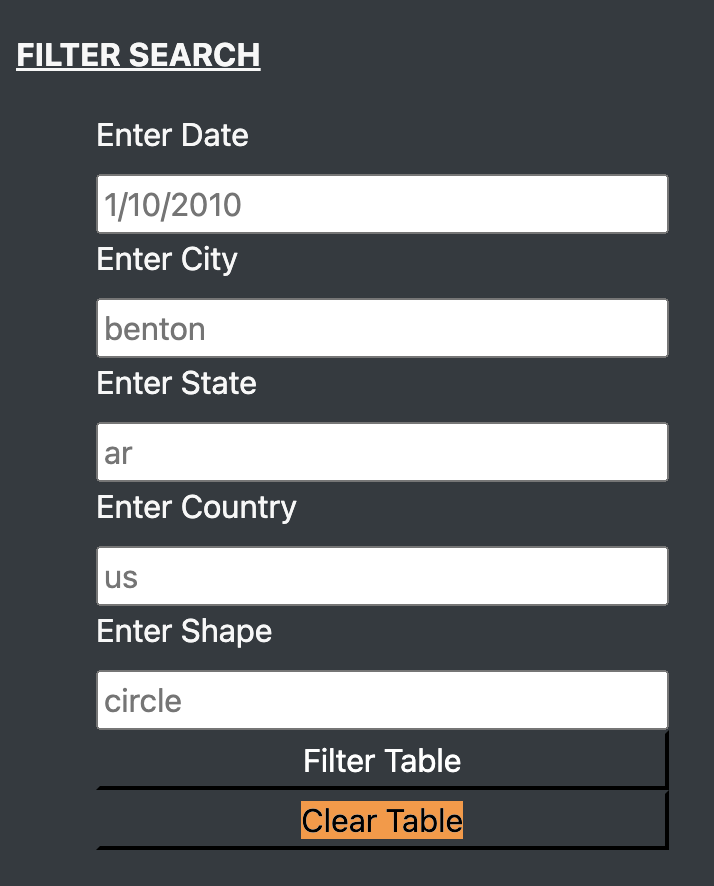 FILTER SEARCH
Enter Date
1/10/2010
Enter City
benton
Enter State
ar
Enter Country
us
Enter Shape
circle
Filter Table
Clear Table